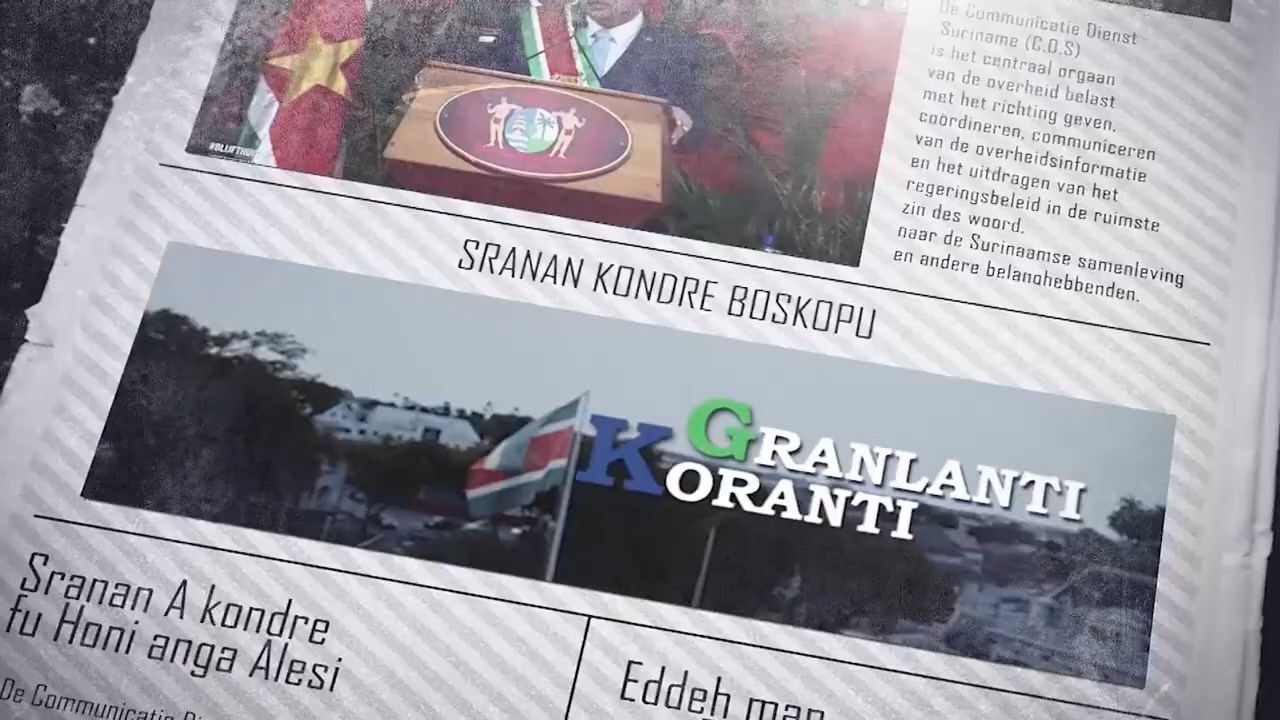 De Communicatie Dienst
Suriname (C.D.S)
is het centraal orgaan
van de overheid belast
met het richting geven,
coördineren, communiceren
van de overheidsinformatie
en het uitdragen van het
regeringsbeleid in de ruimste
zin des woord.
naar de Surinaamse samenleving
en andere belanghebbenden.
SRANAN KONDRE BOSKOPU
GRANLANTI
KORANTI
Sranan A kondre
fu Honi anga Alesi
De Communicatie
Eddeh man